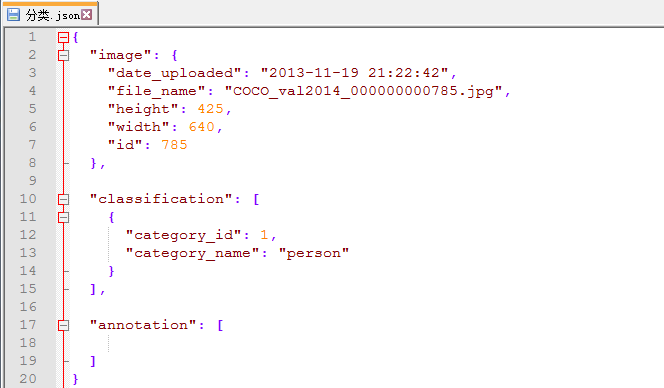 分类.json
1 {
2   "image": {
3     "date_uploaded": "2013-11-19 21:22:42",
4     "file_name": "COCO_val2014_000000000785.jpg",
5     "height": 425,
6     "width": 640,
7     "id": 785
8   },
9
10   "classification": [
11     {
12       "category_id": 1,
13       "category_name": "person"
14     }
15   ],
16
17   "annotation": [
18
19   ]
20 }